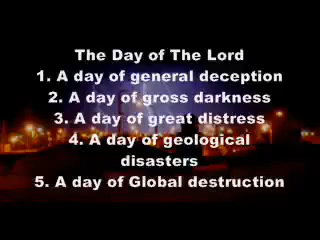 The Day of The Lord
1. A day of general deception
2. A day of gross darkness
3. A day of great distress
4. A day of geological
disasters
5. A day of Global destruction